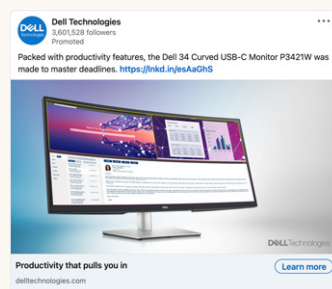 DELL
Technologies
Dell Technologies
3,601,528 followers
Promoted
Packed with productivity features, the Dell 34 Curved USB-C Monitor P3421W was
made to master deadlines. https://lnkd.in/esAaGhS
DELLTechnologies
Productivity that pulls you in
Learn more
delltechnologies.com